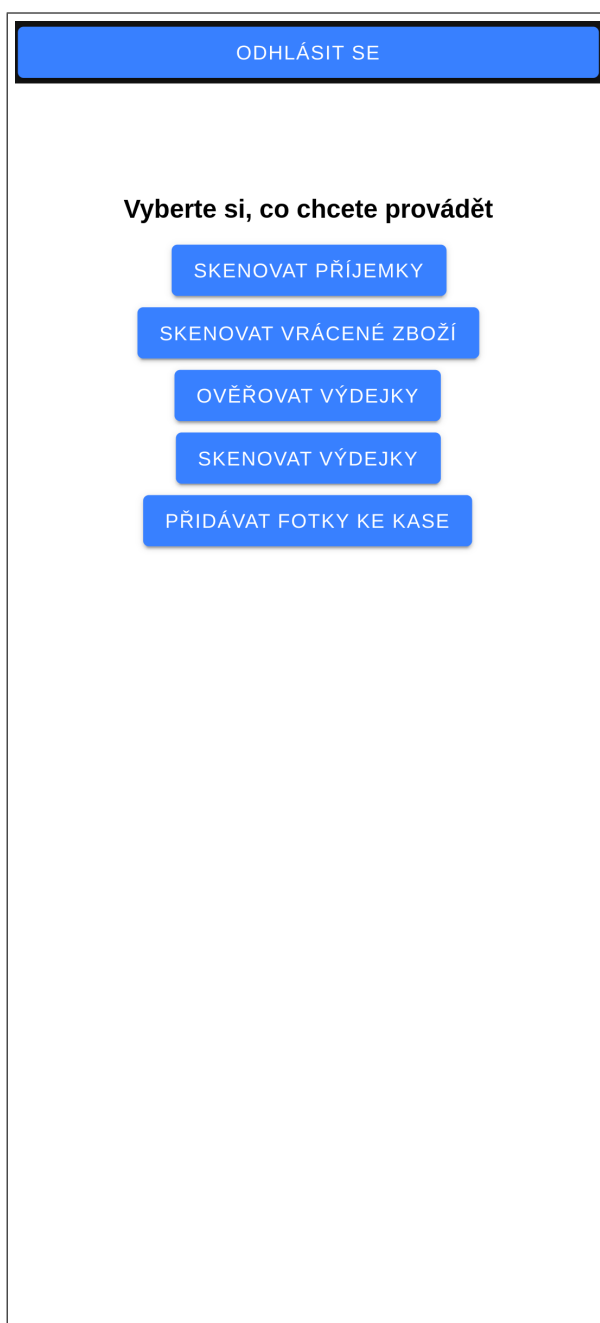 ODHLÁSIT SE
Vyberte si, co chcete provádět
SKENOVAT PŘÍJEMKY
SKENOVAT VRÁCENÉ ZBOŽÍ
OVĚŘOVAT VÝDEJKY
SKENOVAT VÝDEJKY
PŘIDÁVAT FOTKY KE KASE